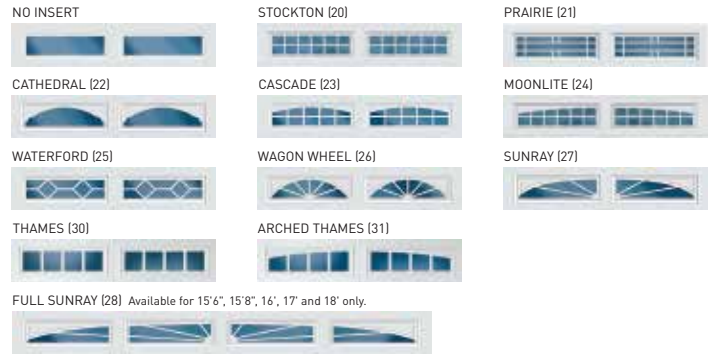 NO INSERT
STOCKTON (20)
PRAIRIE (21)
CATHEDRAL (22)
CASCADE (23)
MOONLITE (24)
WATERFORD (25)
WAGON WHEEL (26)
SUNRAY (27)
THAMES (30)
ARCHED THAMES (31)
FULL SUNRAY (28) Available for 15'6", 15'8", 16', 17' and 18' only.